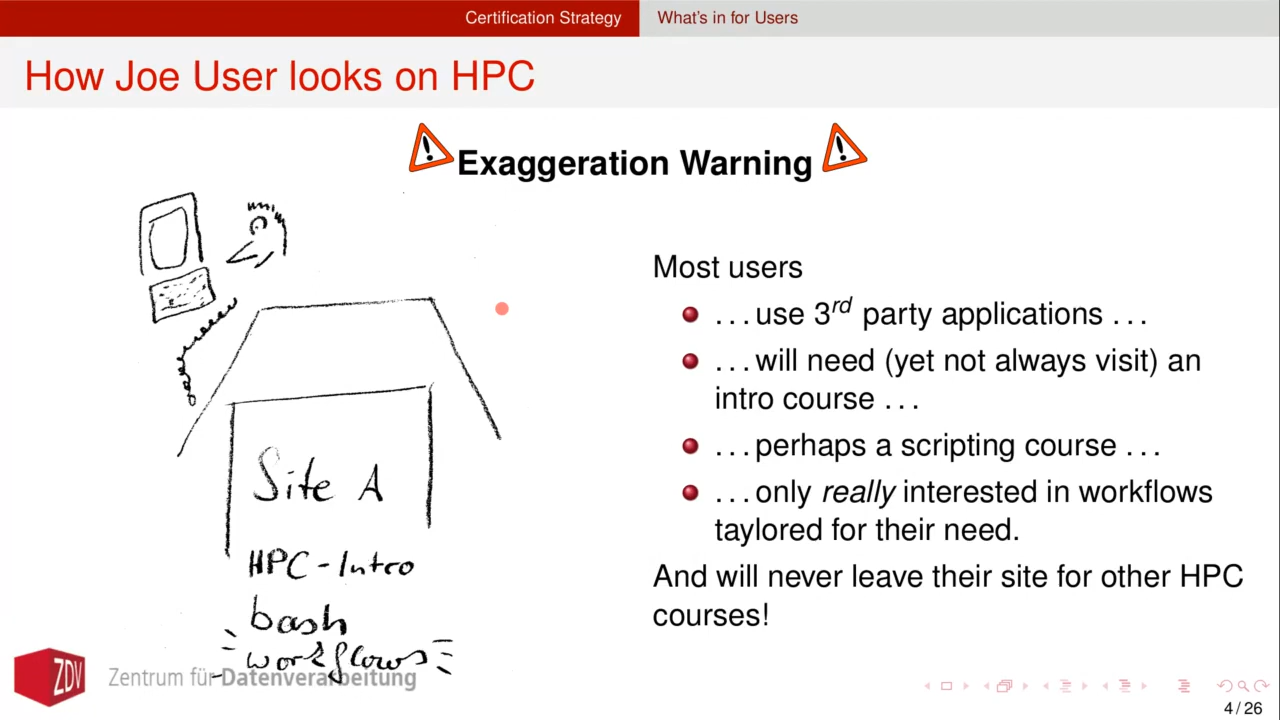 Certification Strategy
What's in for Users
How Joe User looks on HPC
! Exaggeration Warning !
Most users
. . . use 3rd party applications . . .
. . . will need (yet not always visit) an
intro course . . .
. . . perhaps a scripting course . . .
. . . only really interested in workflows
taylored for their need.
And will never leave their site for other HPC
courses!
Site A
HPC-Intro
bash
workflows
ZDV
Zentrum für Datenverarbeitung
4 / 26